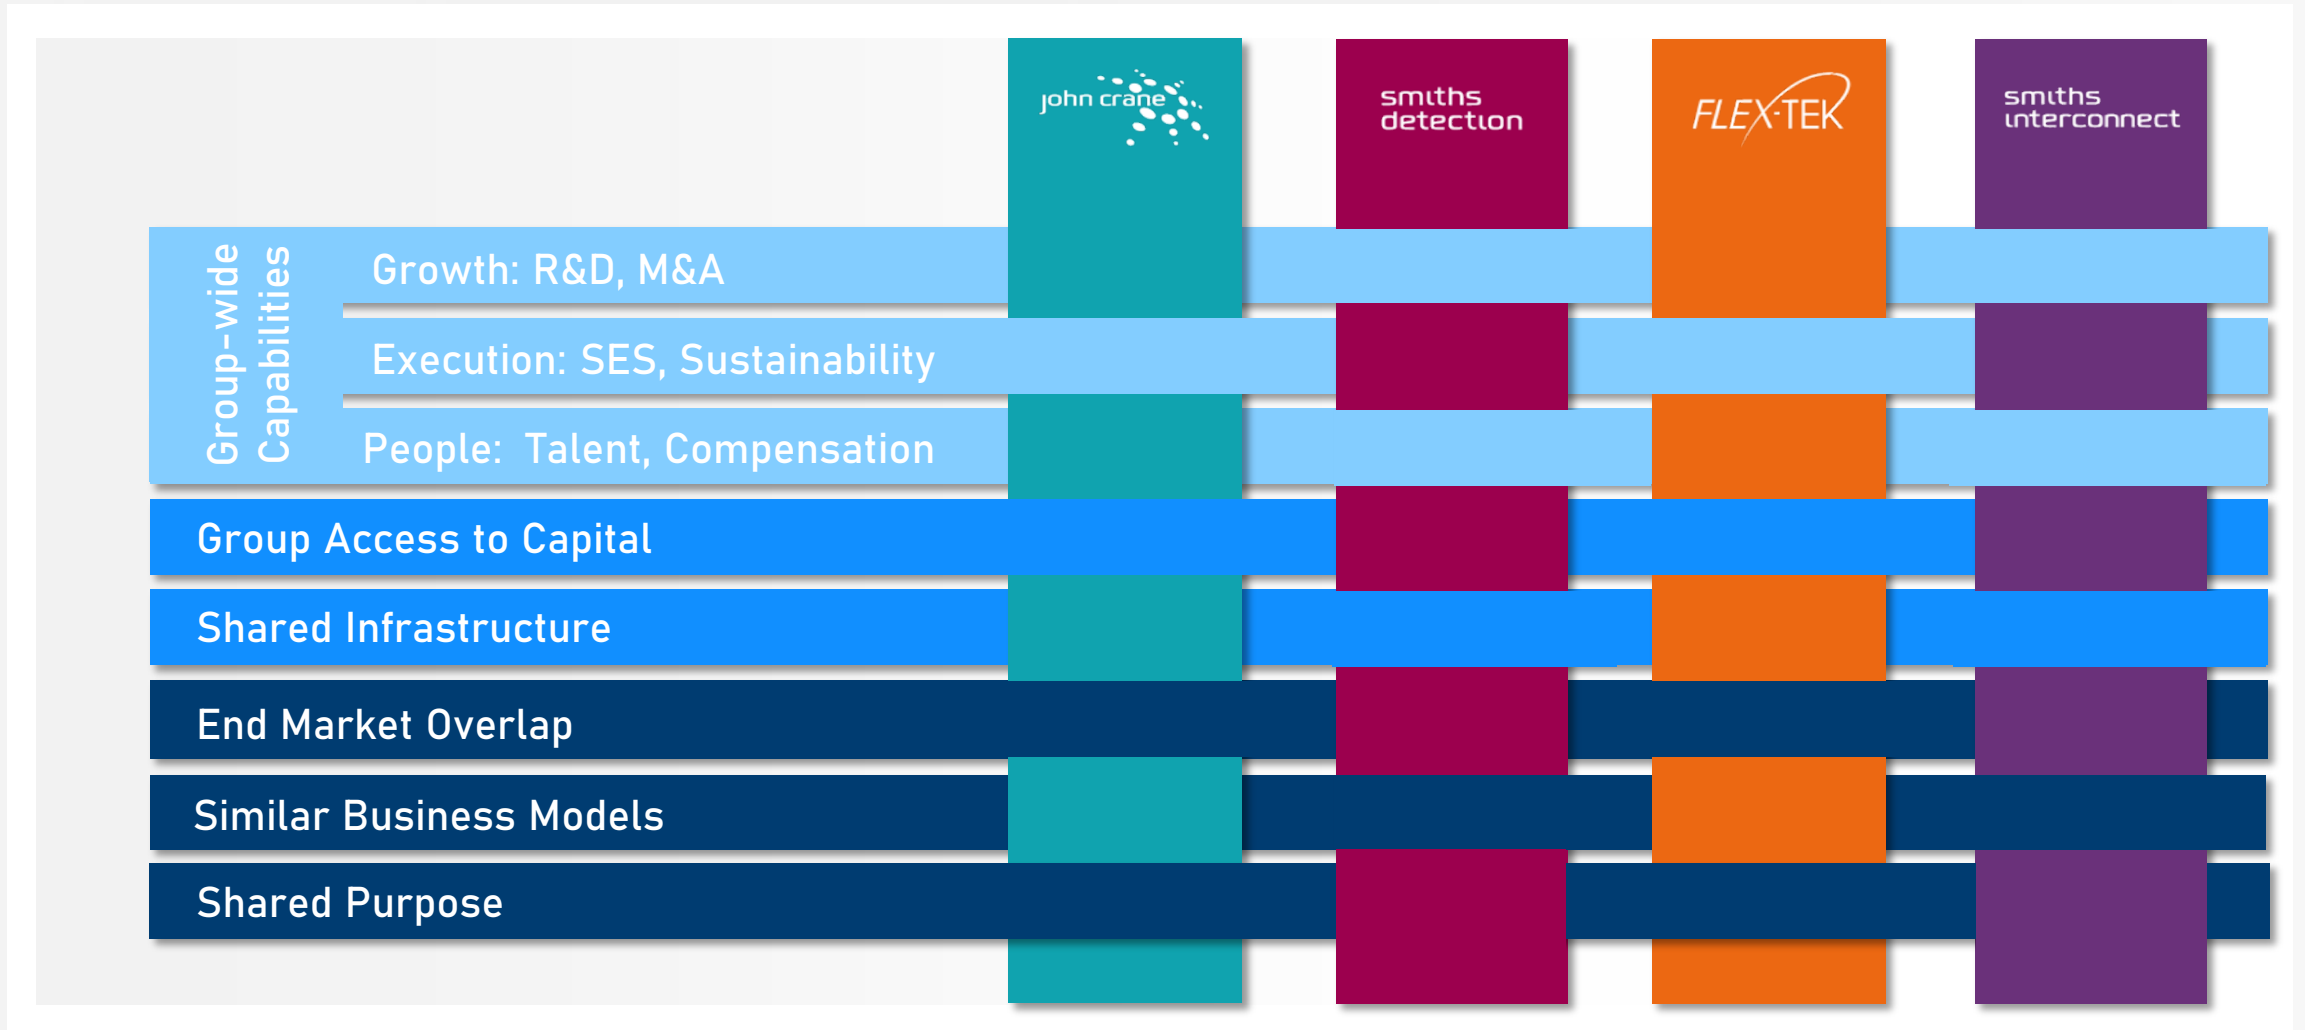 john crane
smiths
detection
FLEX-TEK
smiths
interconnect
Group-wide
Capabilities
Growth: R&D, M&A
Execution: SES, Sustainability
People: Talent, Compensation
Group Access to Capital
Shared Infrastructure
End Market Overlap
Similar Business Models
Shared Purpose